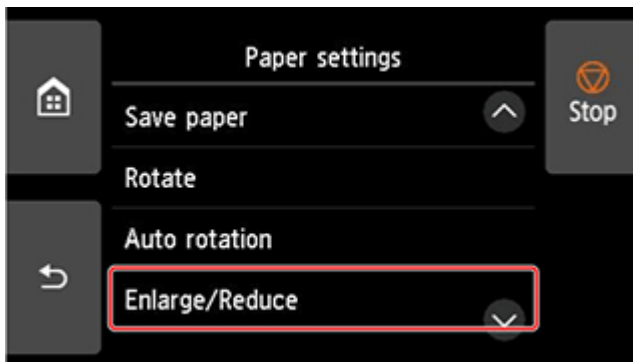 Paper settings
Save paper
Stop
Rotate
Auto rotation
Enlarge/Reduce